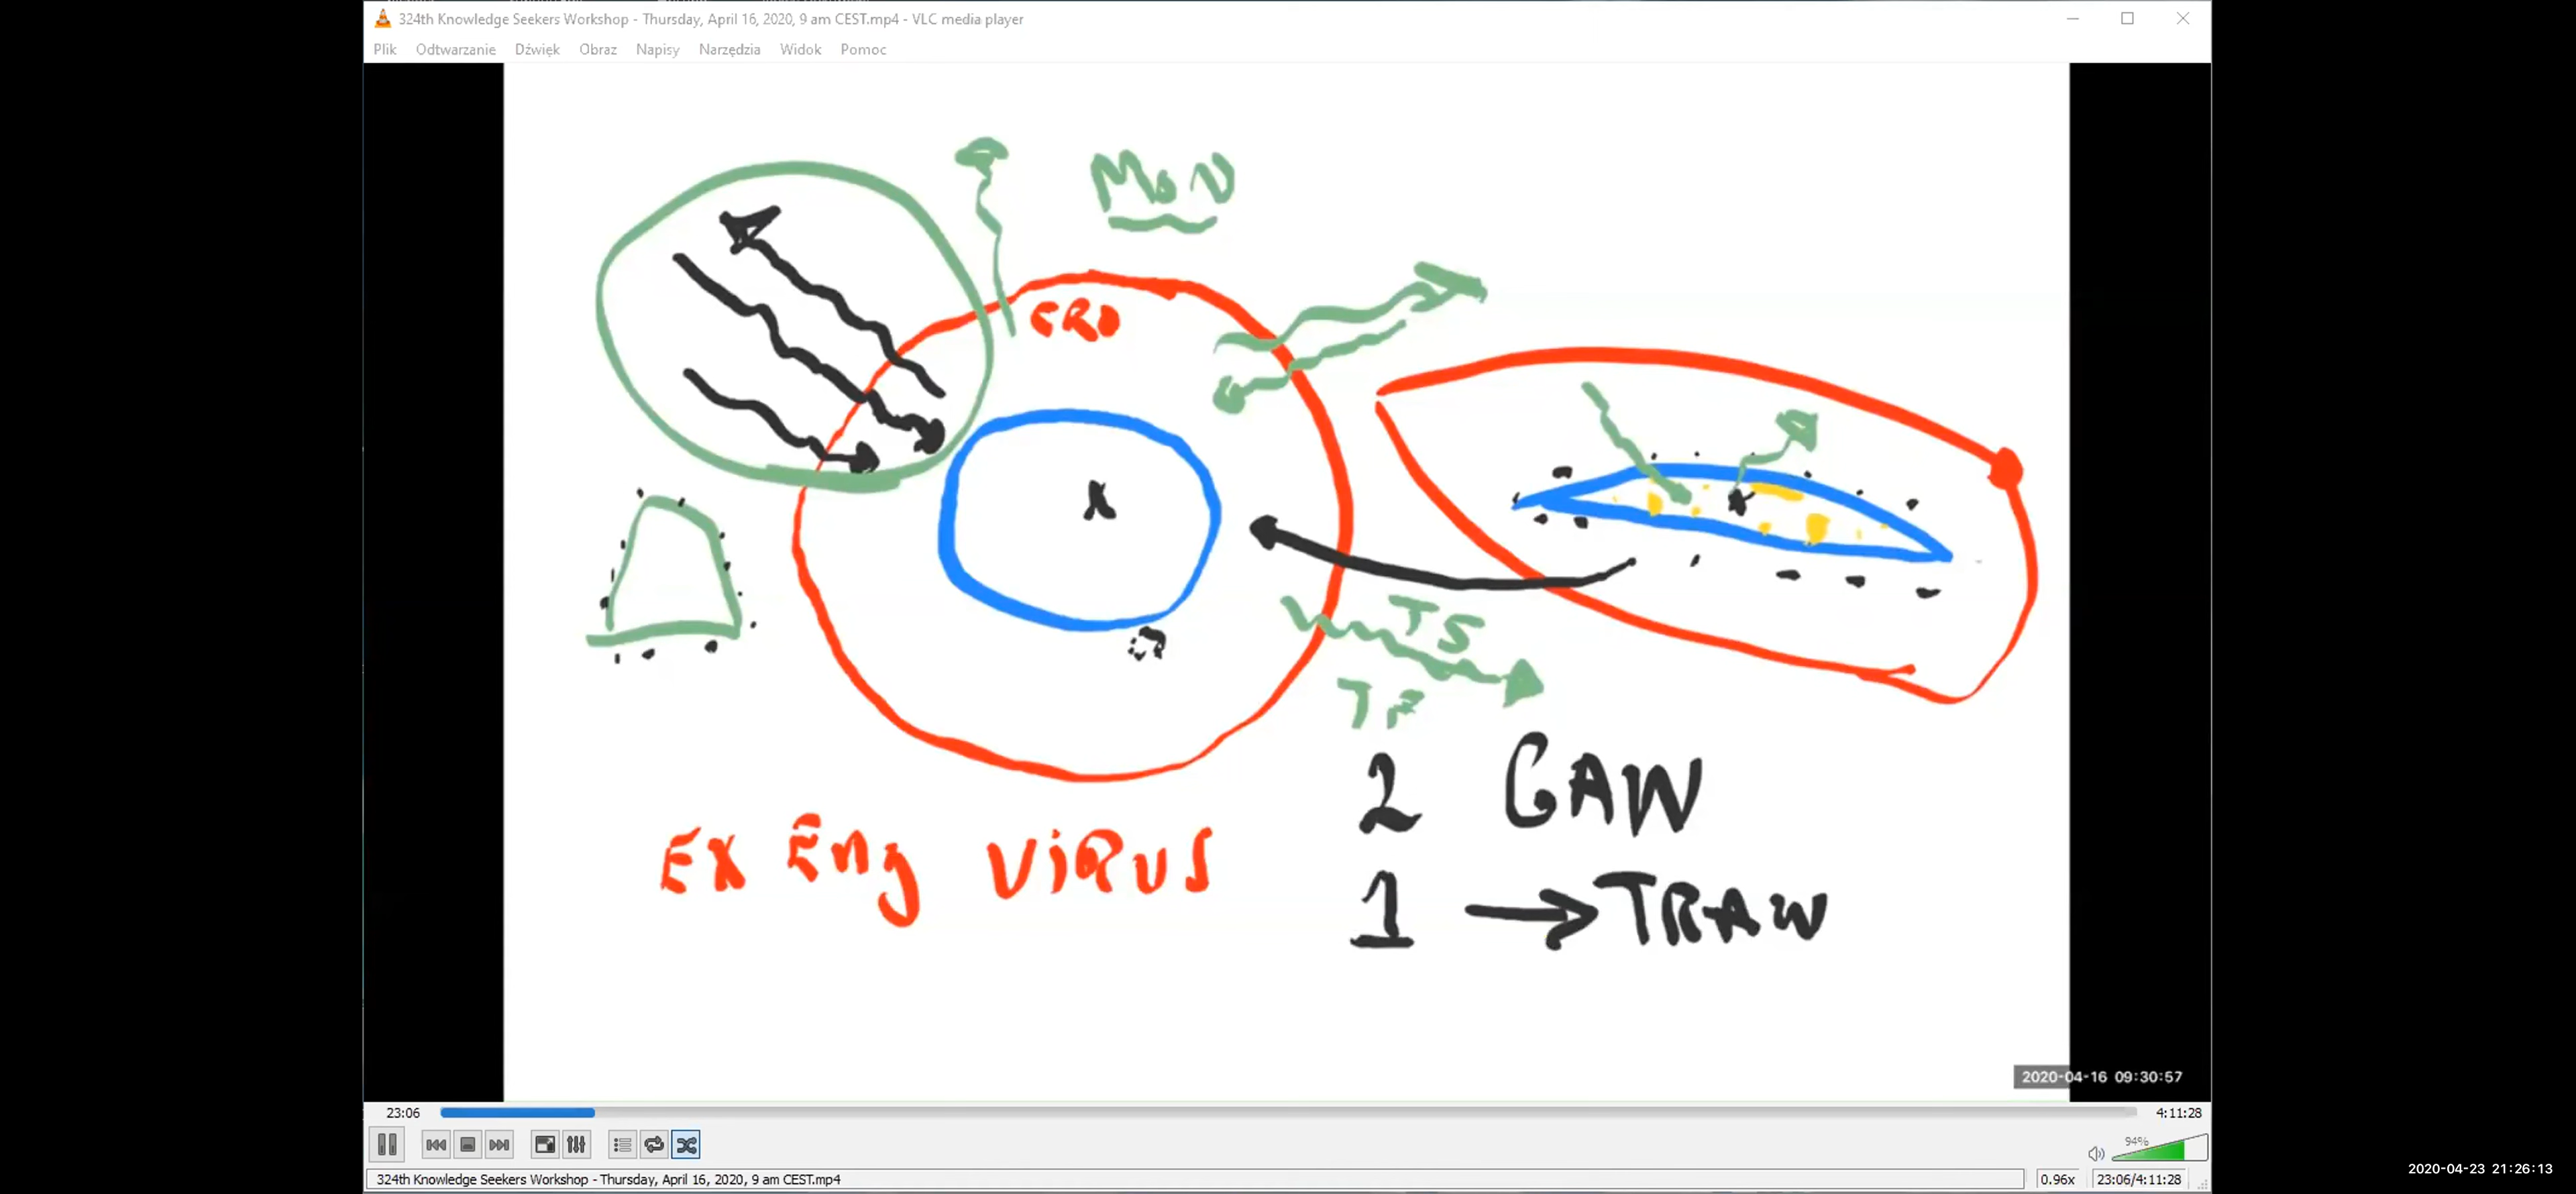 324th Knowledge Seekers Workshop - Thursday, April 16, 2020, 9 am CEST.mp4 - VLC media player
Plik Odtwarzanie Dźwięk Obraz Napisy Narzędzia Widok Pomoc
MoN
ERO
X
TS
TF
2 GAW
EX Eng VIRUS
1 → TRAW
2020-04-16 09:30:57
23:06
4:11:28
94%
2020-04-23 21:26:13
324th Knowledge Seekers Workshop - Thursday, April 16, 2020, 9 am CEST.mp4
0.96x
23:06/4:11:28